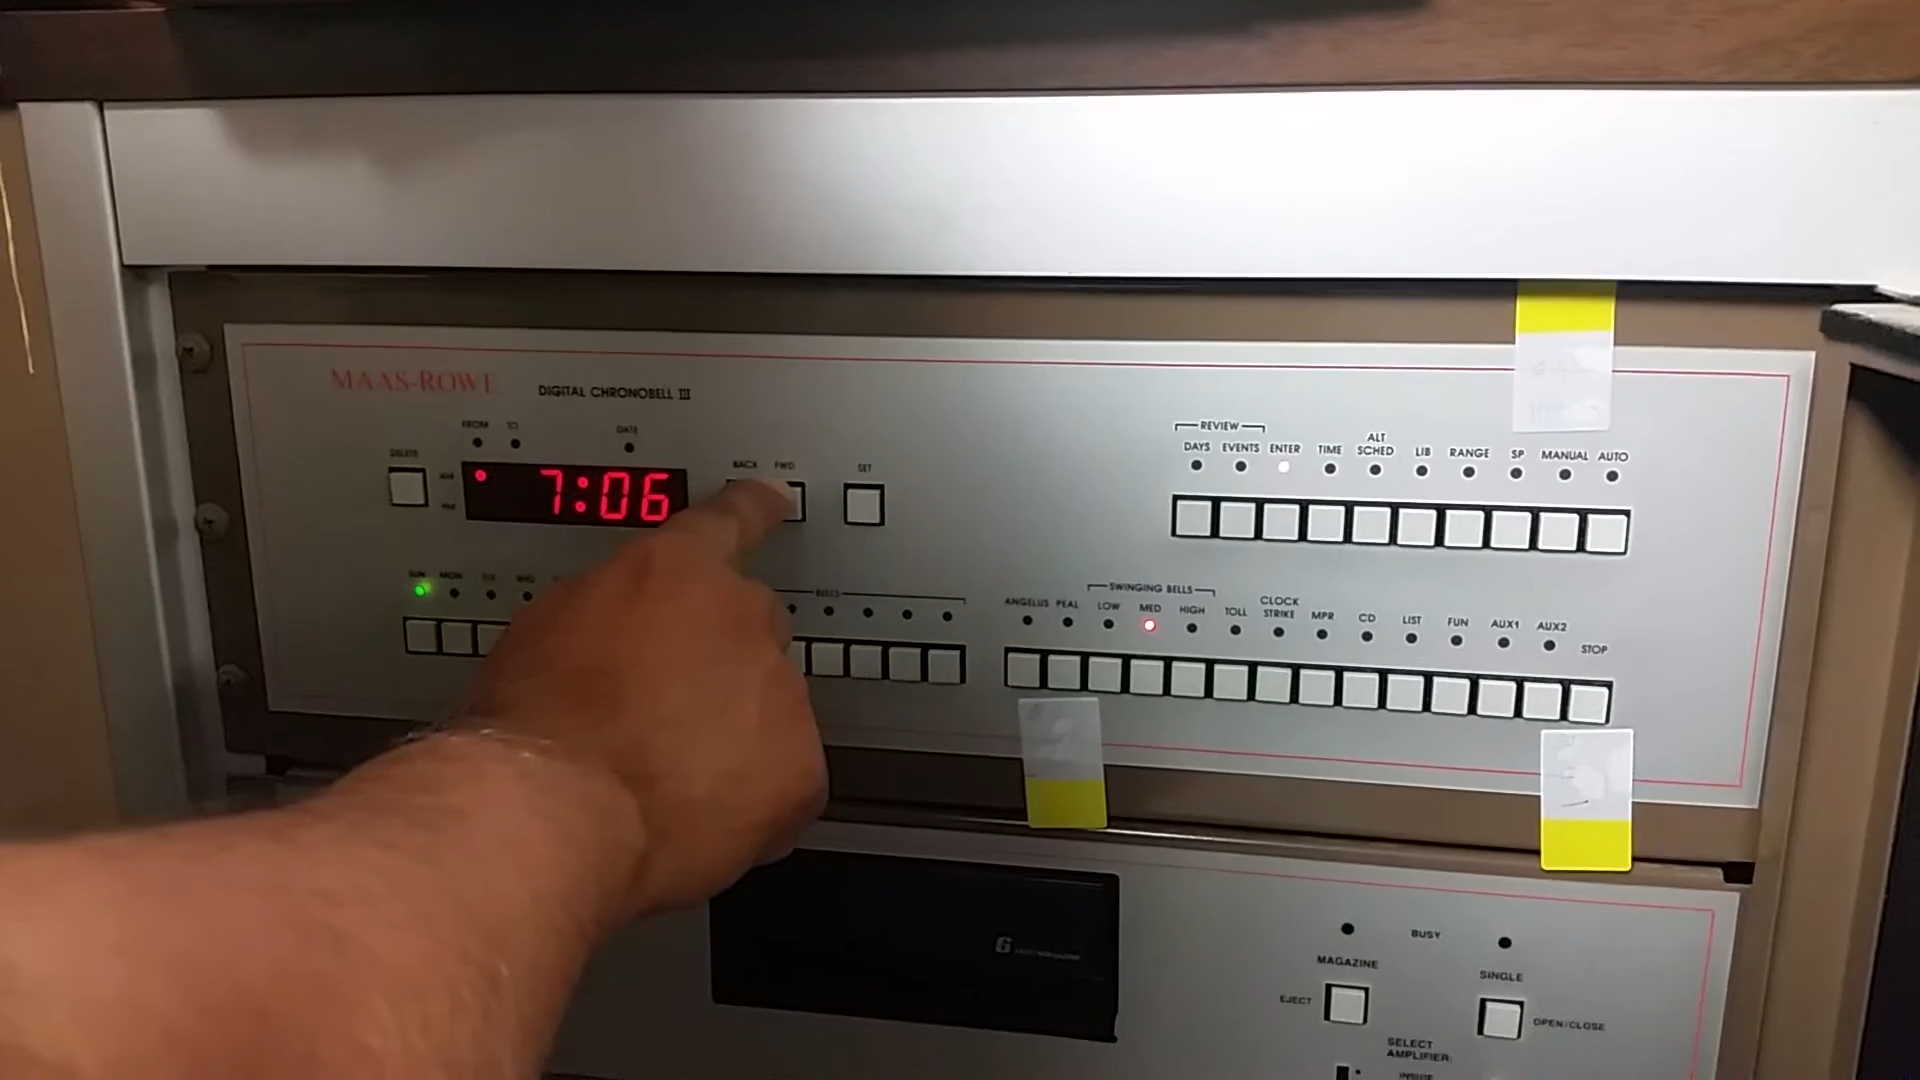 MAAS-ROWE
DIGITAL CHRONOBELL III
FROM TO
DATE
DELETE
AM
PM
7:06
BACK FWD
SET
REVIEW
DAYS EVENTS ENTER TIME ALT SCHED LIB RANGE SP MANUAL AUTO
SUN MON TUE WED
BELLS
SWINGING BELLS
ANGELUS PEAL LOW MED HIGH TOLL CLOCK STRIKE MPR CD LIST FUN AUX1 AUX2 STOP
6
BUSY
MAGAZINE
SINGLE
EJECT
OPEN/CLOSE
SELECT
AMPLIFIER:
INSIDE